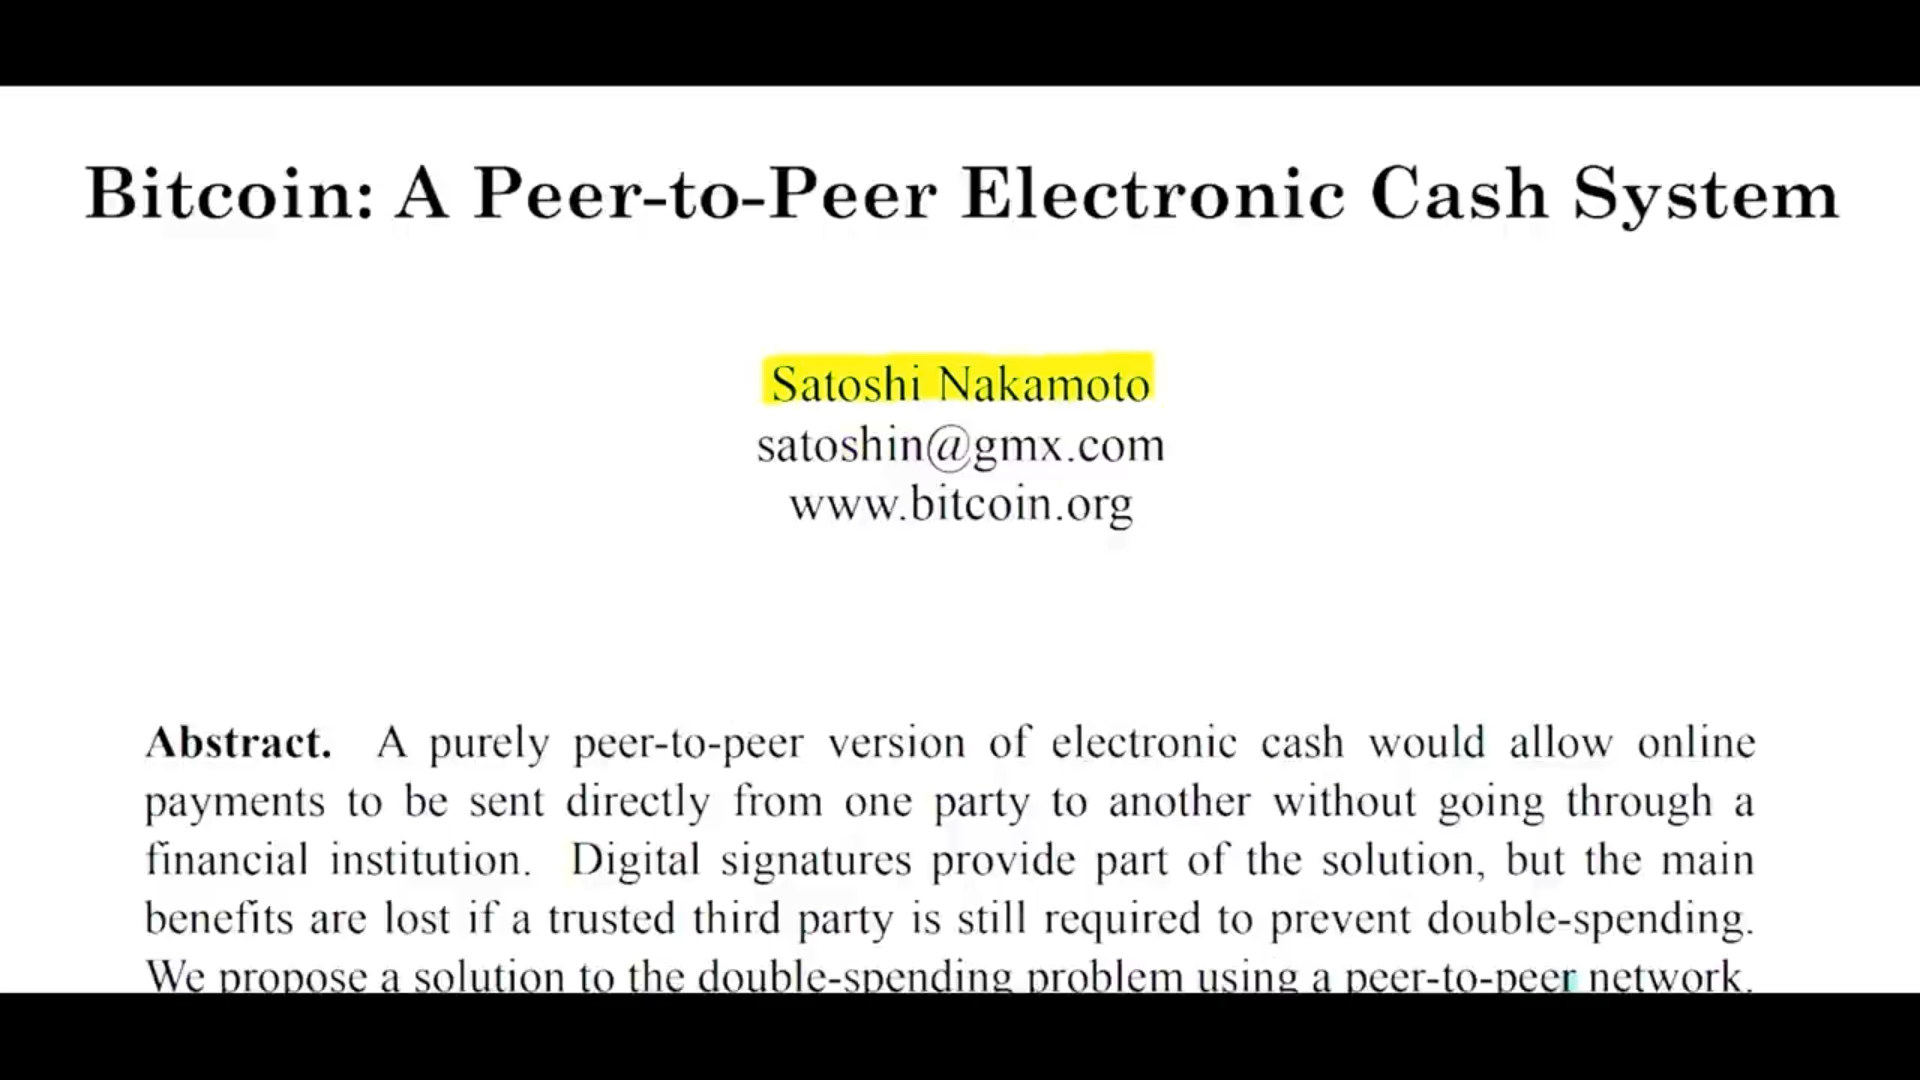 Bitcoin: A Peer-to-Peer Electronic Cash System
Satoshi Nakamoto
satoshin@gmx.com
www.bitcoin.org
Abstract. A purely peer-to-peer version of electronic cash would allow online
payments to be sent directly from one party to another without going through a
financial institution. Digital signatures provide part of the solution, but the main
benefits are lost if a trusted third party is still required to prevent double-spending.
We propose a solution to the double-spending problem using a peer-to-peer network.